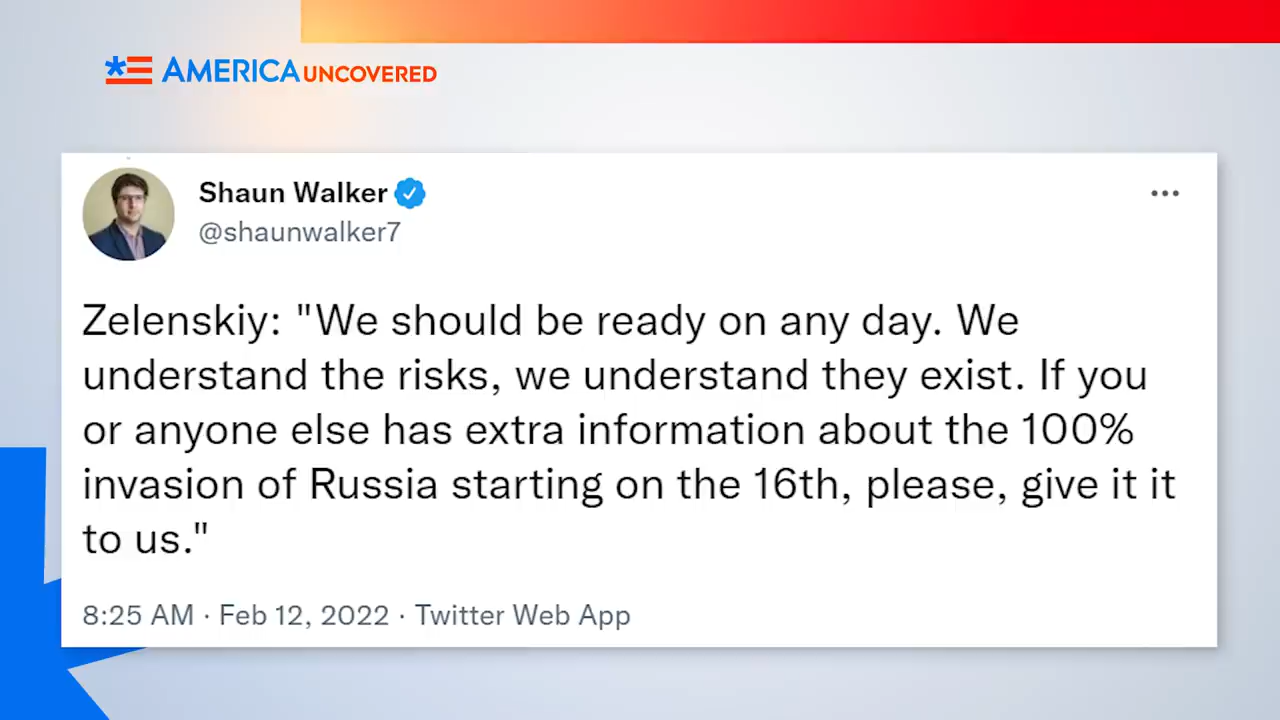 AMERICA UNCOVERED
Shaun Walker
@shaunwalker7
Zelenskiy: "We should be ready on any day. We
understand the risks, we understand they exist. If you
or anyone else has extra information about the 100%
invasion of Russia starting on the 16th, please, give it it
to us."
8:25 AM · Feb 12, 2022 · Twitter Web App